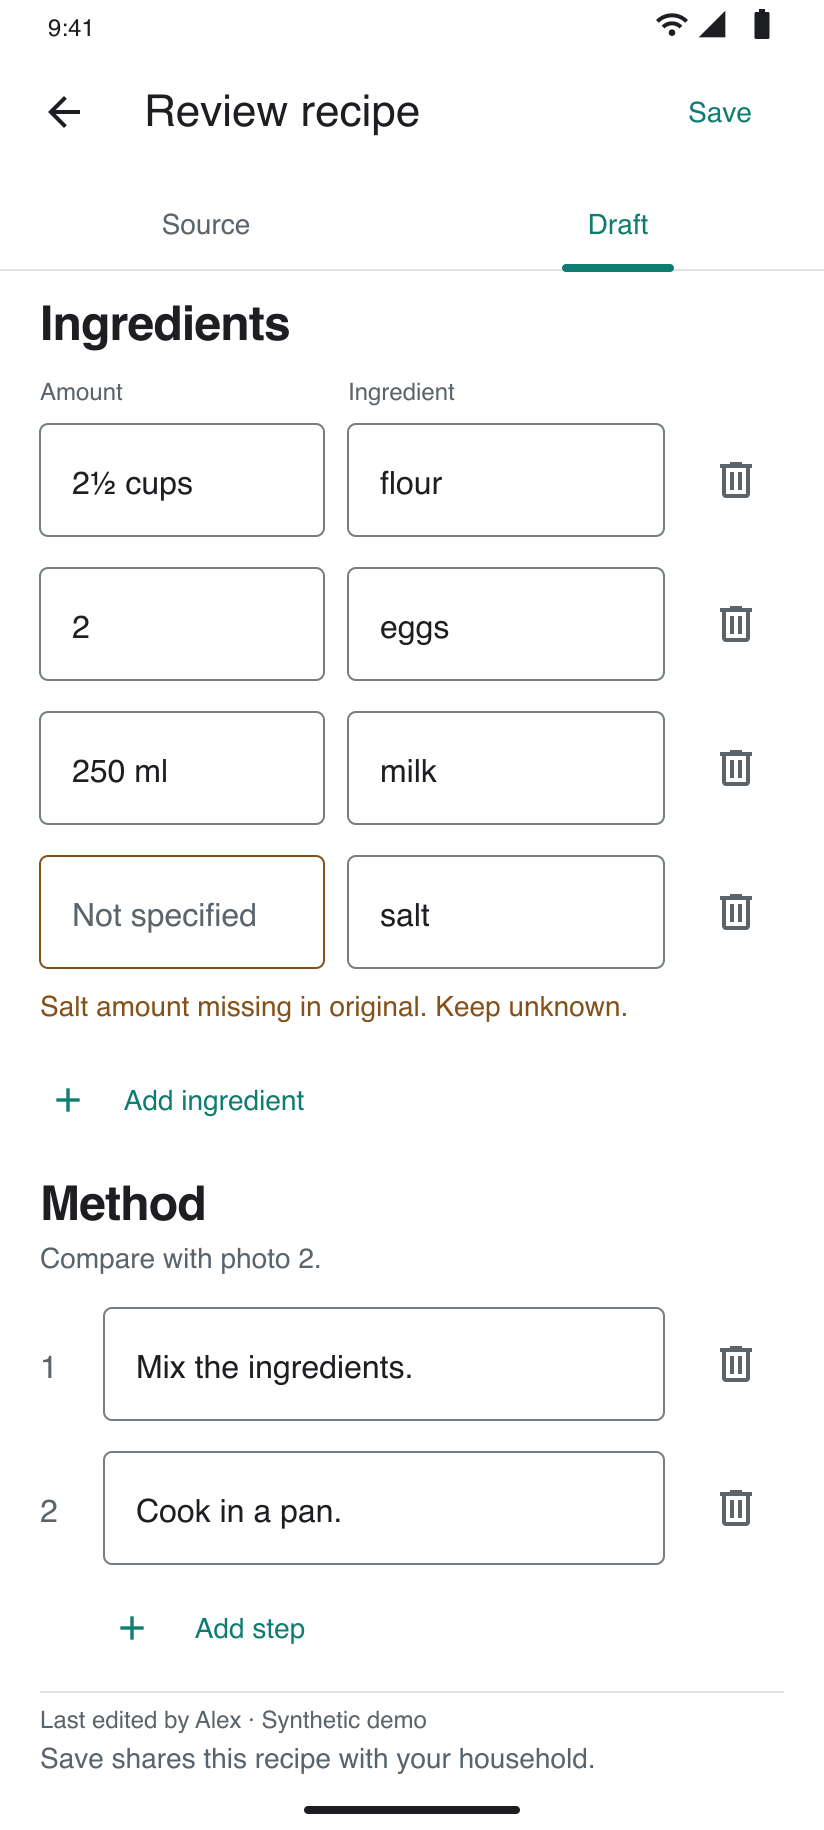 9:41
Review recipe
Save
Source
Draft
Ingredients
Amount
Ingredient
2½ cups
flour
2
eggs
250 ml
milk
Not specified
salt
Salt amount missing in original. Keep unknown.
Add ingredient
Method
Compare with photo 2.
1
Mix the ingredients.
2
Cook in a pan.
Add step
Last edited by Alex · Synthetic demo
Save shares this recipe with your household.